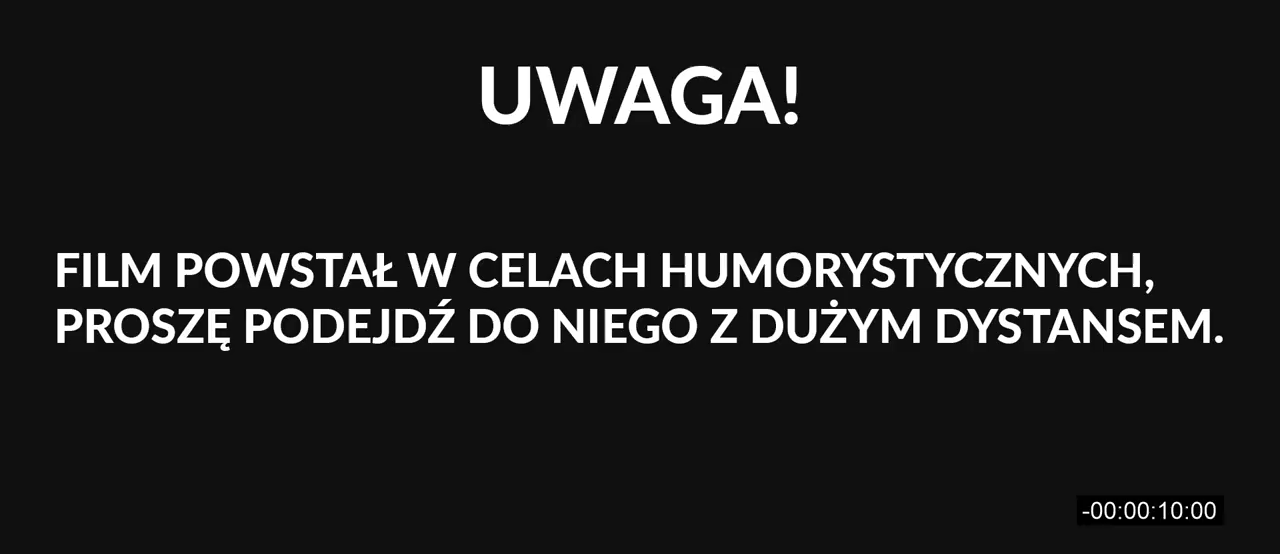 UWAGA!
FILM POWSTAŁ W CELACH HUMORYSTYCZNYCH,
PROSZĘ PODEJDŹ DO NIEGO Z DUŻYM DYSTANSEM.
-00:00:10:00